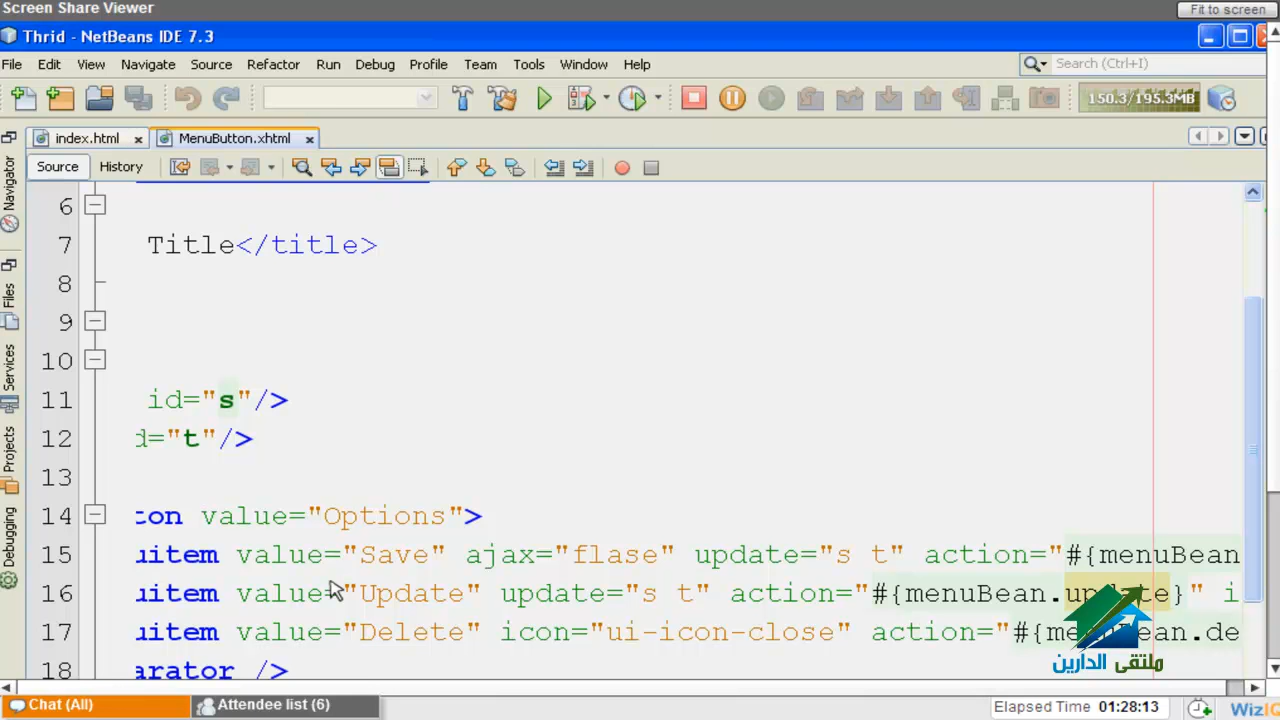 Screen Share Viewer
Fit to screen
Thrid - NetBeans IDE 7.3
File Edit View Navigate Source Refactor Run Debug Profile Team Tools Window Help
Search (Ctrl+I)
150.3/195.3MB
index.html MenuButton.xhtml
Source History
Navigator
Files
Services
Projects
Debugging
6
7 Title</title>
8
9
10
11 id="s"/>
12 d="t"/>
13
14 ton value="Options">
15 uitem value="Save" ajax="flase" update="s t" action="#{menuBean
16 uitem value="Update" update="s t" action="#{menuBean.update}" i
17 uitem value="Delete" icon="ui-icon-close" action="#{menuBean.de
18 arator />
ملتقى الدارين
Chat (All) Attendee list (6)
Elapsed Time 01:28:13
WizIQ